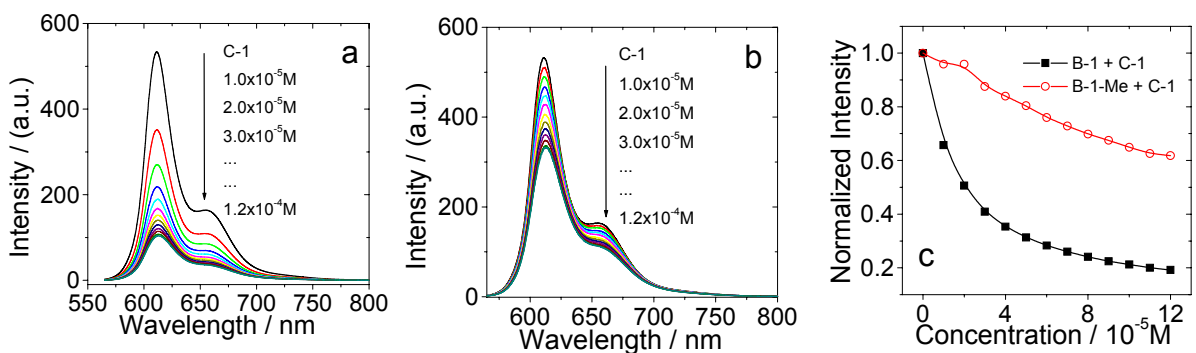 a
C-1
1.0x10⁻⁵M
2.0x10⁻⁵M
3.0x10⁻⁵M
...
...
1.2x10⁻⁴M
600
400
200
0
Intensity / (a.u.)
550 600 650 700 750 800
Wavelength / nm
b
C-1
1.0x10⁻⁵M
2.0x10⁻⁵M
3.0x10⁻⁵M
...
...
1.2x10⁻⁴M
600
400
200
0
Intensity / (a.u.)
600 650 700 750 800
Wavelength / nm
B-1 + C-1
B-1-Me + C-1
1.0
0.8
0.6
0.4
0.2
Normalized Intensity
c
0 4 8 12
Concentration / 10⁻⁵M